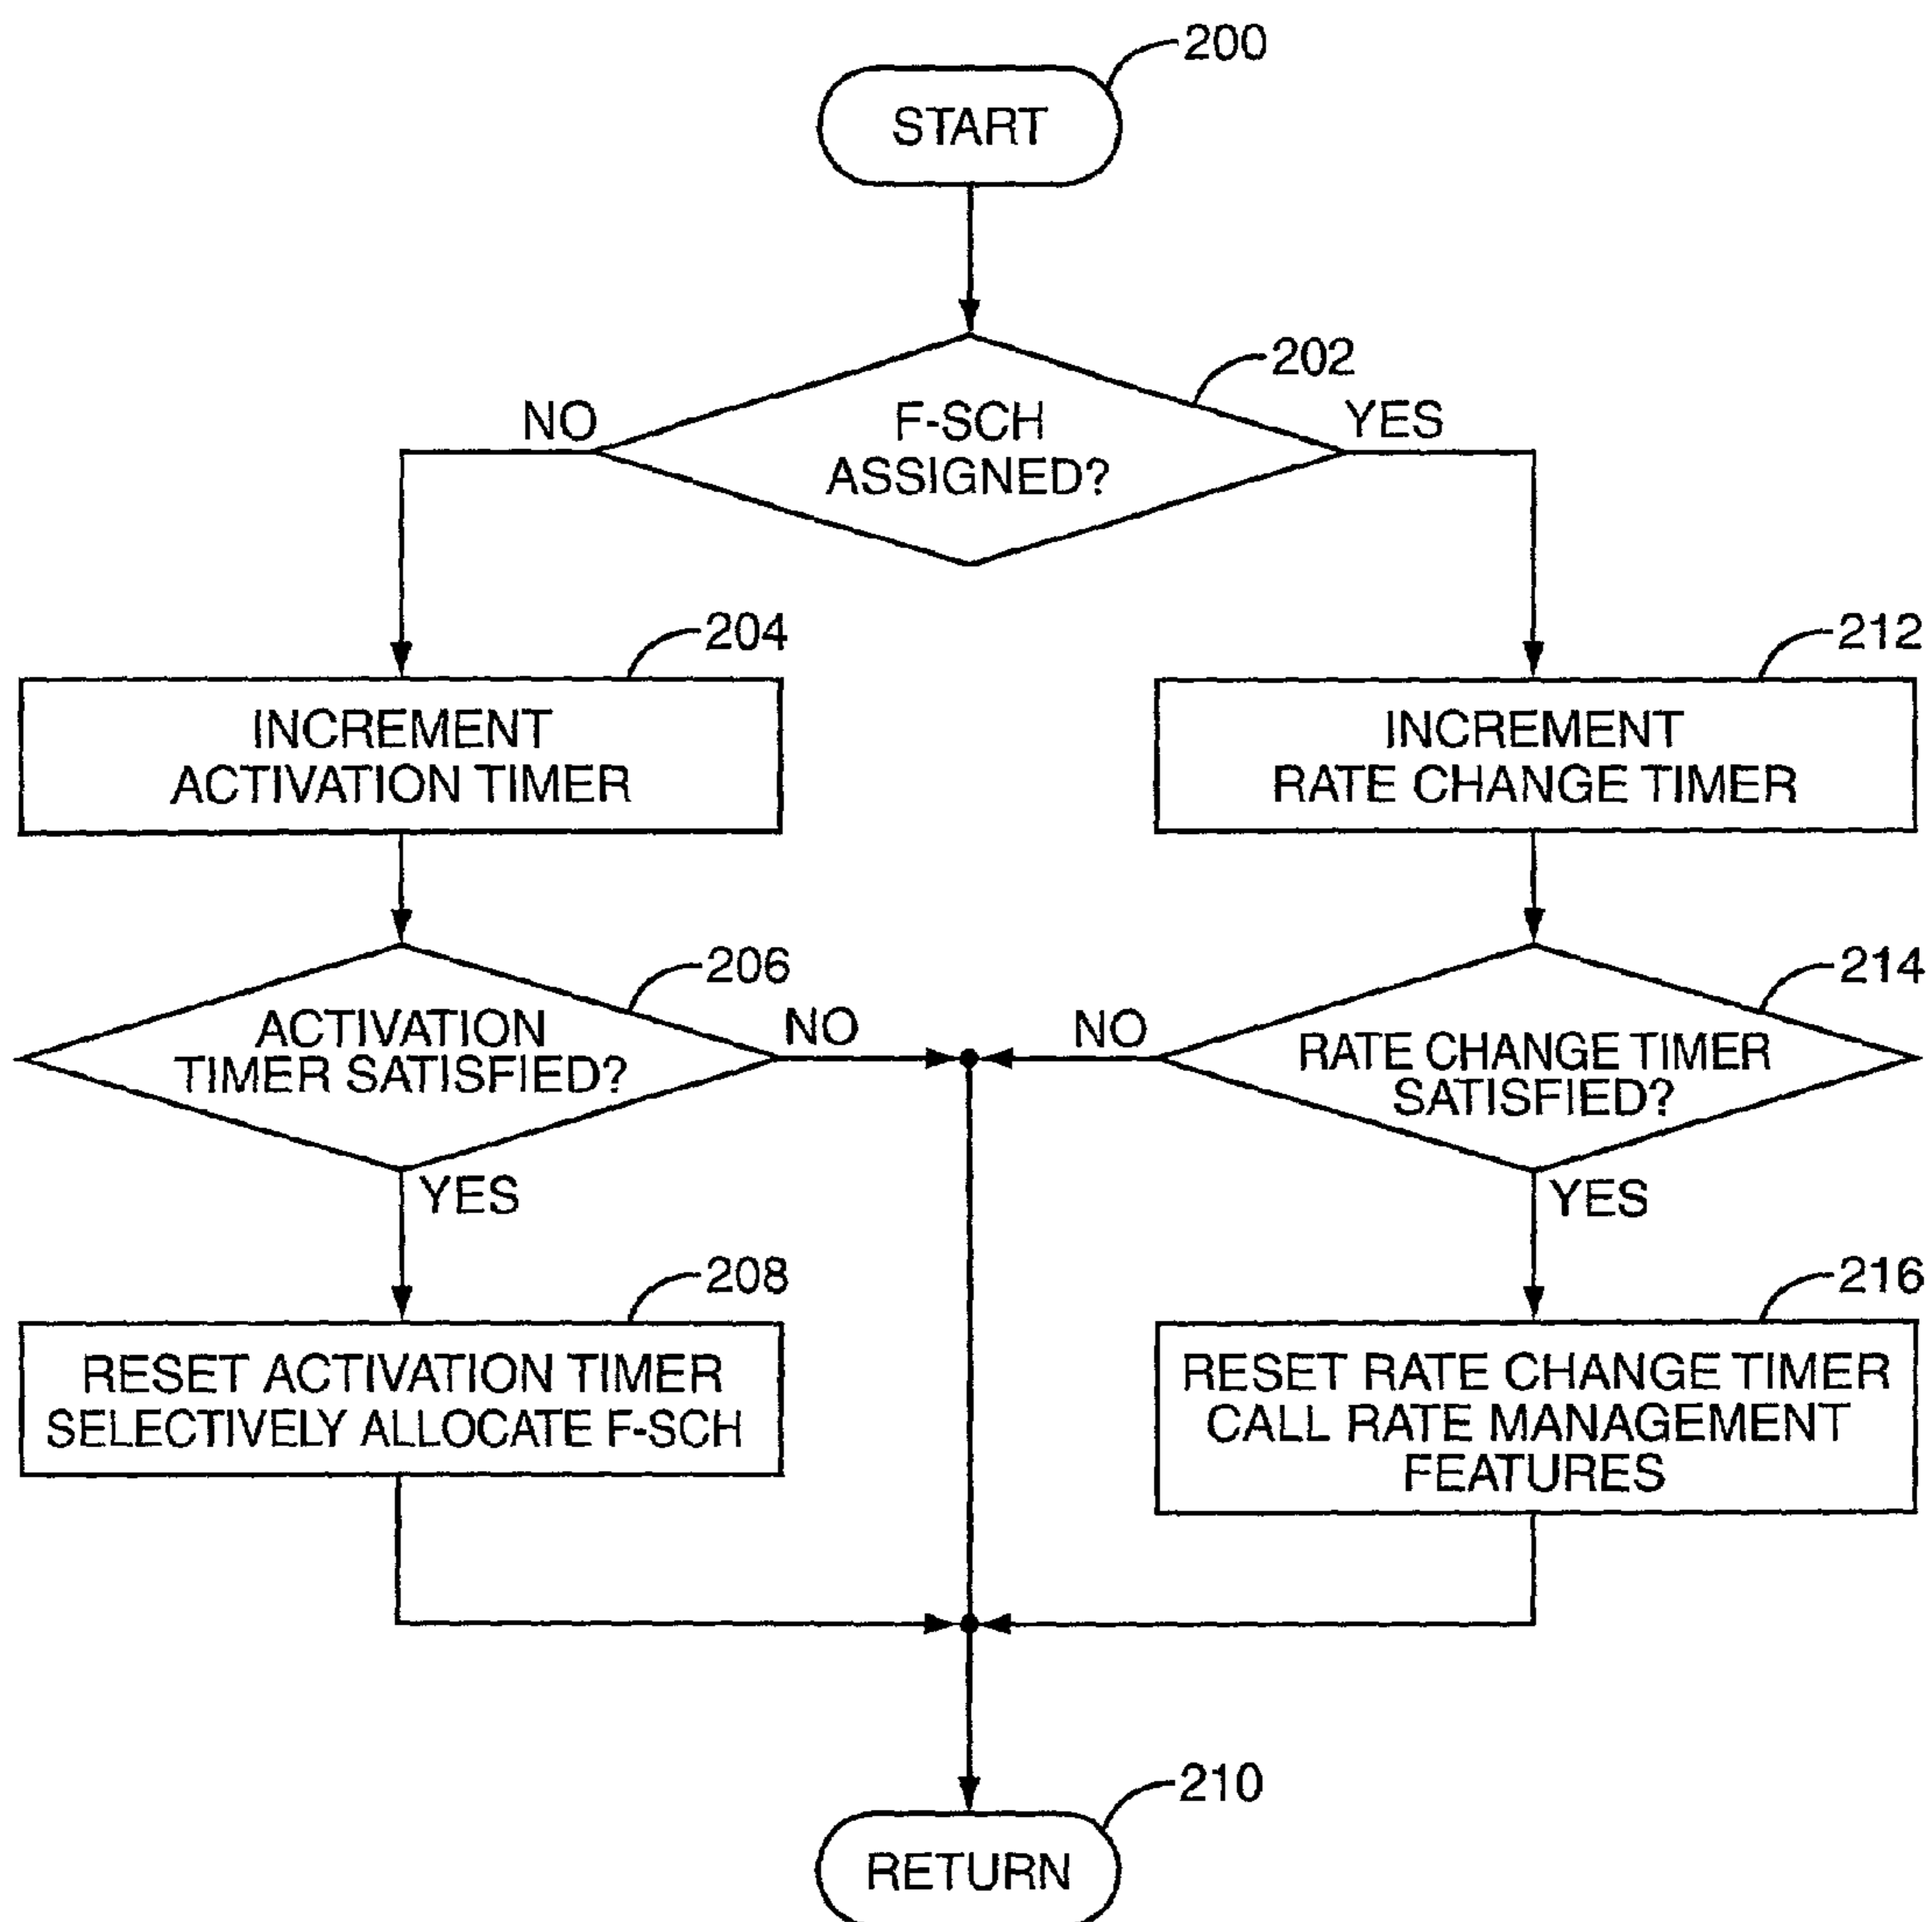 200
START
202
F-SCH
ASSIGNED?
NO
YES
204
INCREMENT
ACTIVATION TIMER
212
INCREMENT
RATE CHANGE TIMER
206
ACTIVATION
TIMER SATISFIED?
NO
YES
214
RATE CHANGE TIMER
SATISFIED?
NO
YES
208
RESET ACTIVATION TIMER
SELECTIVELY ALLOCATE F-SCH
216
RESET RATE CHANGE TIMER
CALL RATE MANAGEMENT
FEATURES
210
RETURN